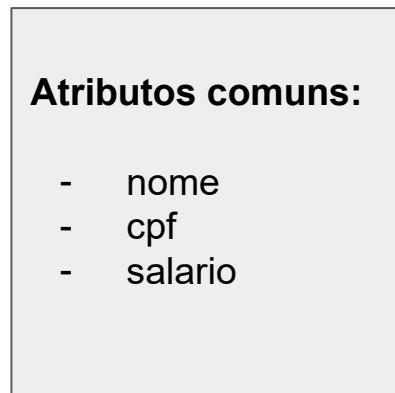 Atributos comuns:
- nome
- cpf
- salario